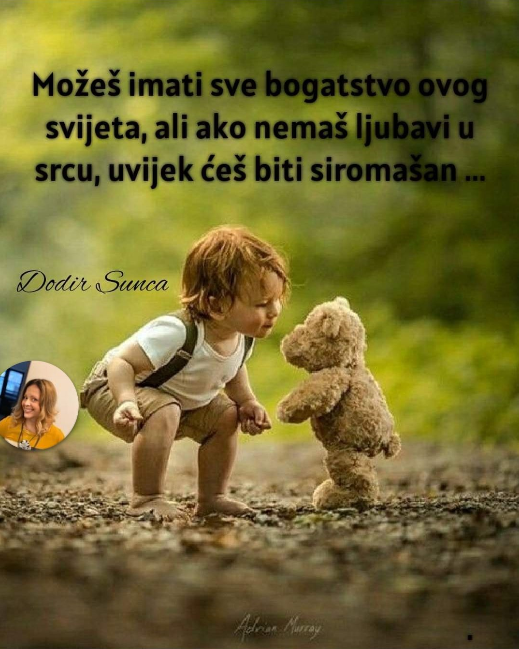 Možeš imati sve bogatstvo ovog
svijeta, ali ako nemaš ljubavi u
srcu, uvijek ćeš biti siromašan ...
Dodir Sunca
Adrian Murray